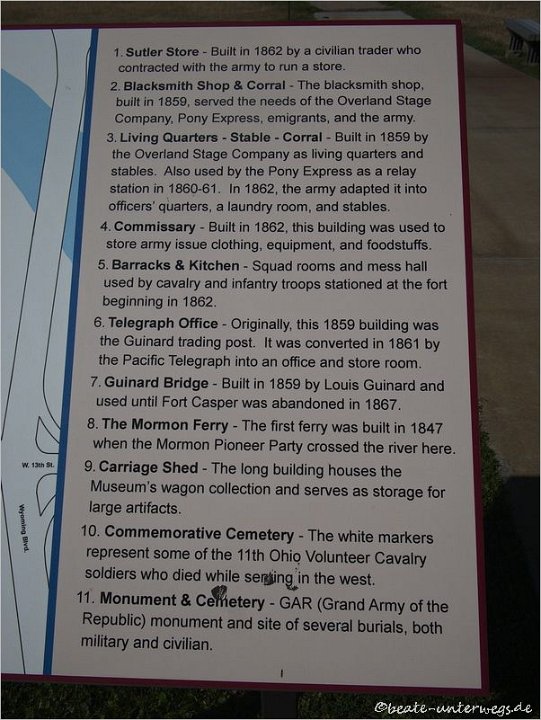 1. Sutler Store - Built in 1862 by a civilian trader who
contracted with the army to run a store.
2. Blacksmith Shop & Corral - The blacksmith shop,
built in 1859, served the needs of the Overland Stage
Company, Pony Express, emigrants, and the army.
3. Living Quarters - Stable - Corral - Built in 1859 by
the Overland Stage Company as living quarters and
stables. Also used by the Pony Express as a relay
station in 1860-61. In 1862, the army adapted it into
officers' quarters, a laundry room, and stables.
4. Commissary - Built in 1862, this building was used to
store army issue clothing, equipment, and foodstuffs.
5. Barracks & Kitchen - Squad rooms and mess hall
used by cavalry and infantry troops stationed at the fort
beginning in 1862.
6. Telegraph Office - Originally, this 1859 building was
the Guinard trading post. It was converted in 1861 by
the Pacific Telegraph into an office and store room.
7. Guinard Bridge - Built in 1859 by Louis Guinard and
used until Fort Casper was abandoned in 1867.
8. The Mormon Ferry - The first ferry was built in 1847
when the Mormon Pioneer Party crossed the river here.
9. Carriage Shed - The long building houses the
Museum's wagon collection and serves as storage for
large artifacts.
10. Commemorative Cemetery - The white markers
represent some of the 11th Ohio Volunteer Cavalry
soldiers who died while serving in the west.
11. Monument & Cemetery - GAR (Grand Army of the
Republic) monument and site of several burials, both
military and civilian.
W. 13th St.
Wyoming Blvd.
©beate-unterwegs.de